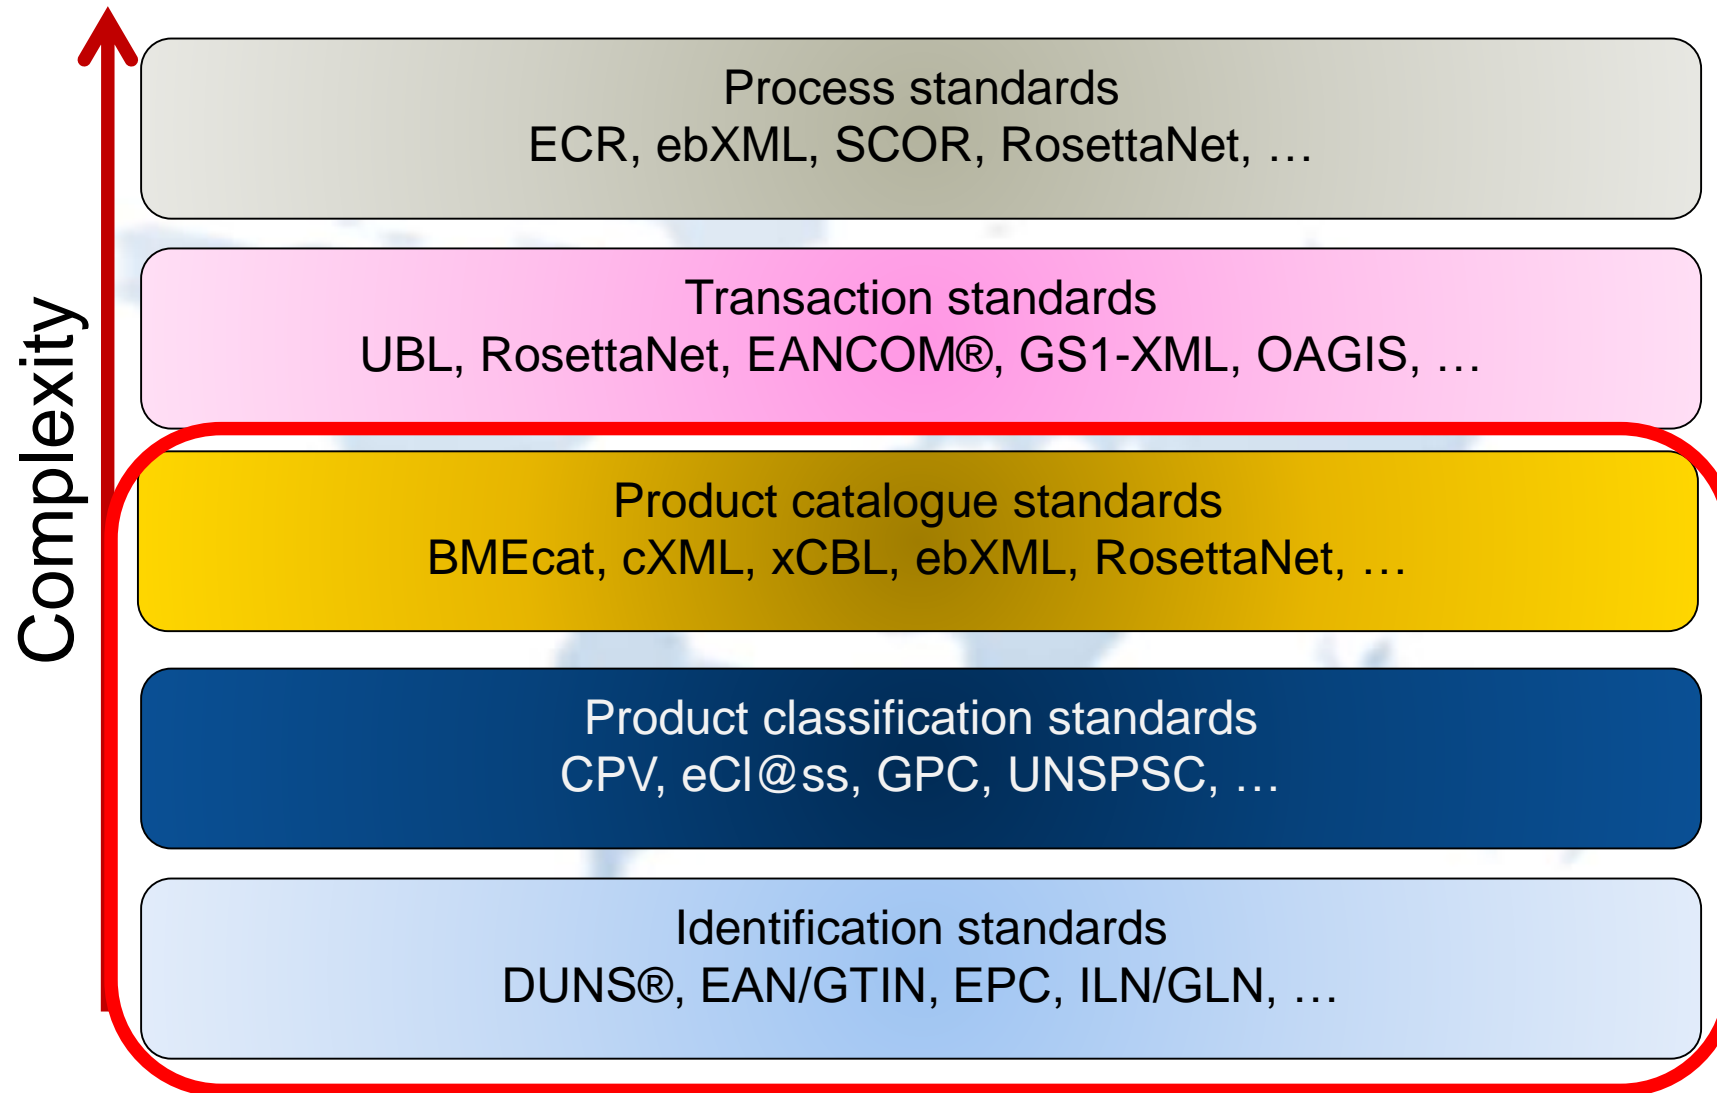 Complexity
Process standards
ECR, ebXML, SCOR, RosettaNet, …
Transaction standards
UBL, RosettaNet, EANCOM®, GS1-XML, OAGIS, …
Product catalogue standards
BMEcat, cXML, xCBL, ebXML, RosettaNet, …
Product classification standards
CPV, eCl@ss, GPC, UNSPSC, …
Identification standards
DUNS®, EAN/GTIN, EPC, ILN/GLN, …